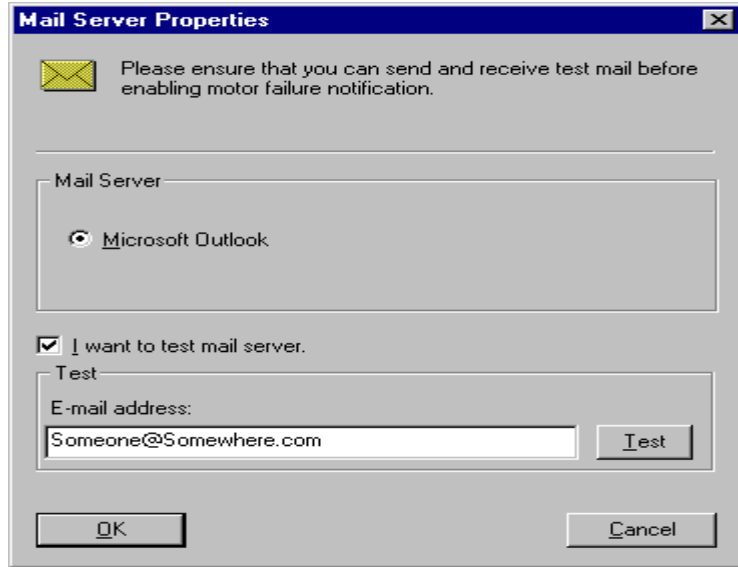 Mail Server Properties
Please ensure that you can send and receive test mail before
enabling motor failure notification.
Mail Server
Microsoft Outlook
I want to test mail server.
Test
E-mail address:
Someone@Somewhere.com
Test
OK
Cancel